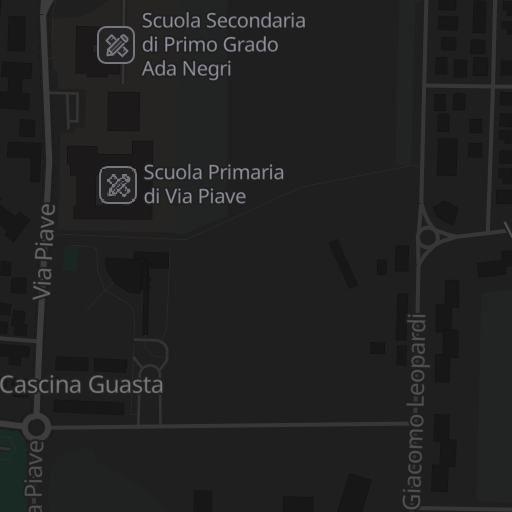 Scuola Secondaria
di Primo Grado
Ada Negri
Scuola Primaria
di Via Piave
Via Piave
Giacomo Leopardi
Cascina Guasta
a Piave